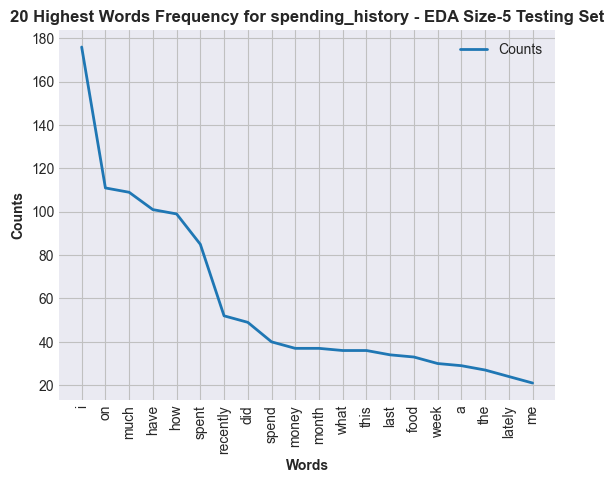 20 Highest Words Frequency for spending_history - EDA Size-5 Testing Set
Counts
180
160
140
120
100
80
60
40
20
Counts
i
on
much
have
how
spent
recently
did
spend
money
month
what
this
last
food
week
a
the
lately
me
Words